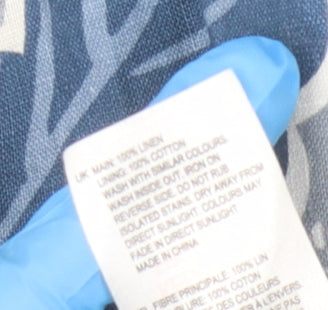 UK MAIN: 100% LINEN
LINING: 100% COTTON
WASH WITH SIMILAR COLOURS.
WASH INSIDE OUT. IRON ON
REVERSE SIDE. DO NOT RUB
ISOLATED STAINS. DRY AWAY FROM
DIRECT SUNLIGHT. COLOURS MAY
FADE IN DIRECT SUNLIGHT
MADE IN CHINA
FIBRE PRINCIPALE: 100% LIN
URE: 100% COTON
DES COULEURS
À L'ENVERS